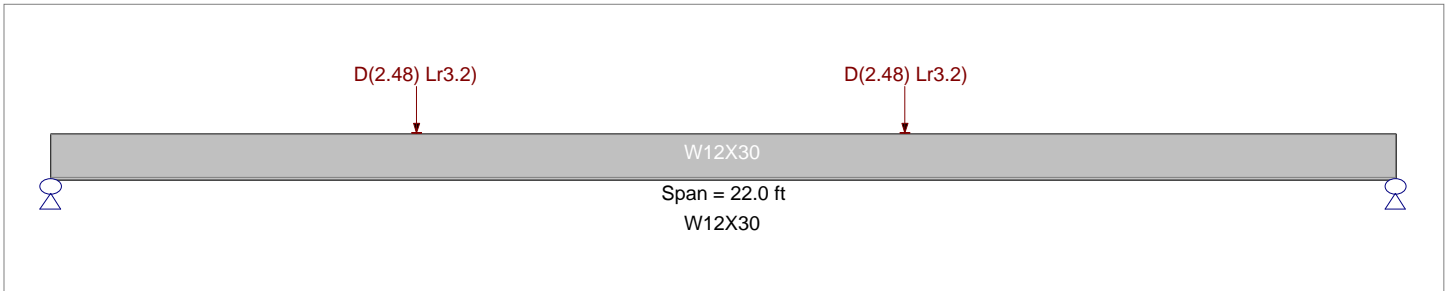 D(2.48) Lr3.2)
D(2.48) Lr3.2)
W12X30
Span = 22.0 ft
W12X30